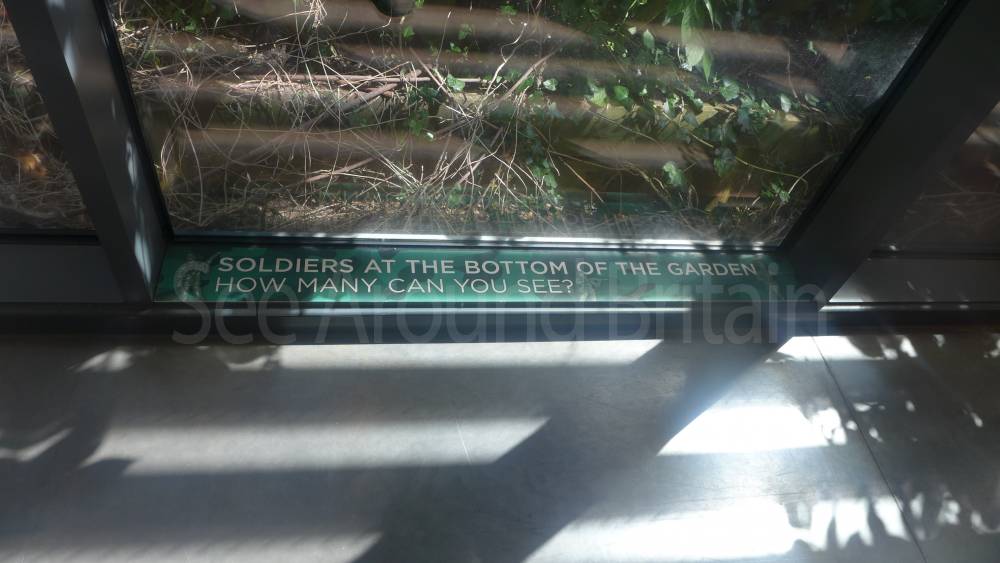 SOLDIERS AT THE BOTTOM OF THE GARDEN
HOW MANY CAN YOU SEE?
See Around Britain